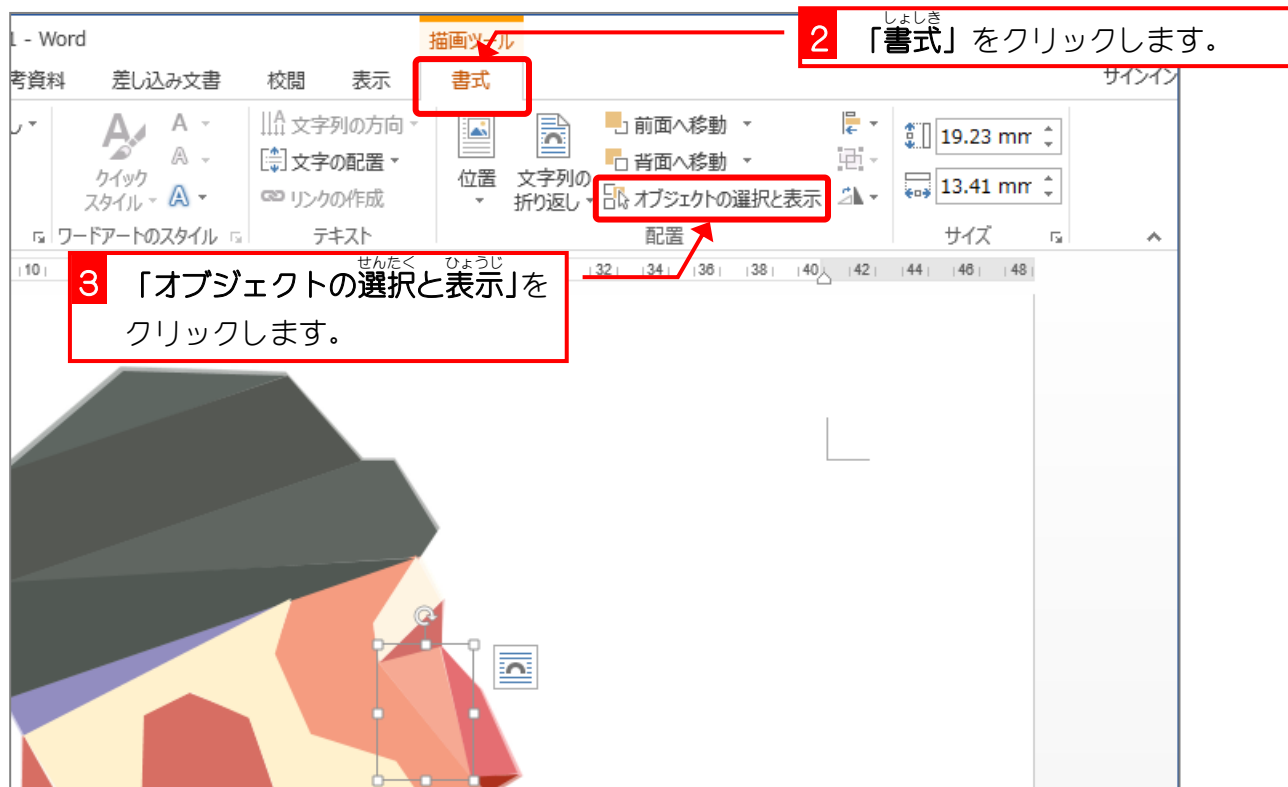 1 - Word
描画ツール
2 「書式」をクリックします。
しょしき
考資料 差し込み文書 校閲 表示 書式 サインイン
クイック
スタイル
文字列の方向
文字の配置
リンクの作成
位置
文字列の
折り返し
前面へ移動
背面へ移動
オブジェクトの選択と表示
19.23 mm
13.41 mm
ワードアートのスタイル テキスト 配置 サイズ
10 32 34 36 38 40 42 44 46 48
せんたく ひょうじ
3 「オブジェクトの選択と表示」を
クリックします。